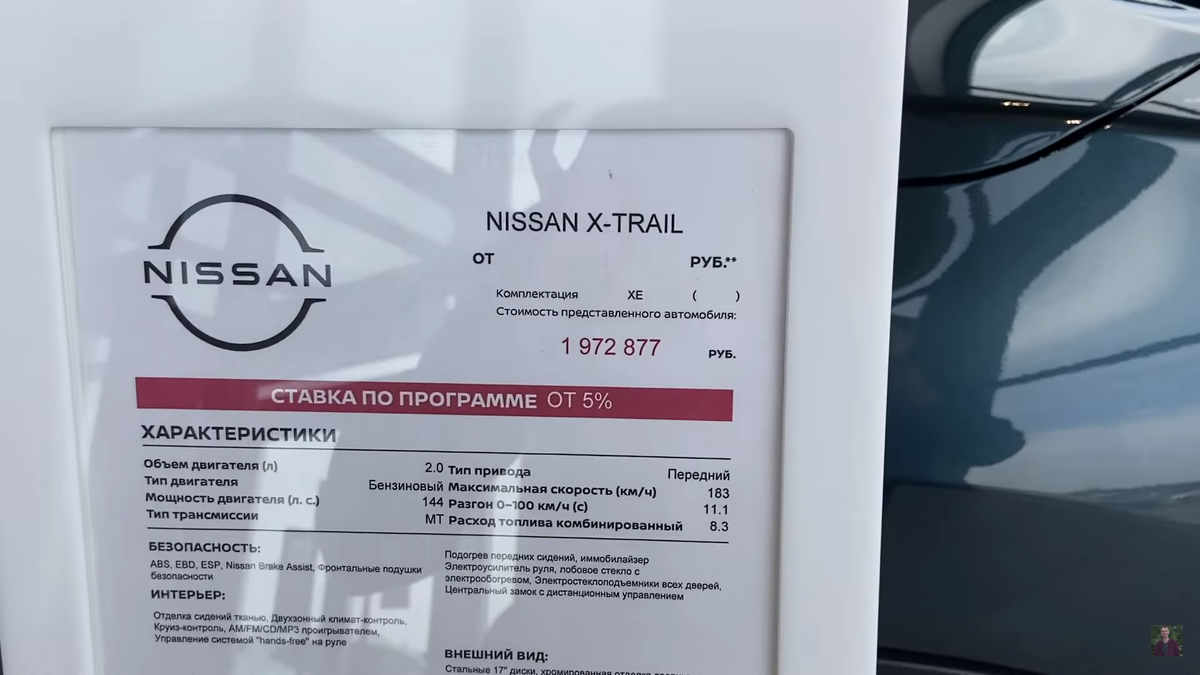 NISSAN
NISSAN X-TRAIL
ОТ РУБ.**
Комплектация XE ( )
Стоимость представленного автомобиля:
1 972 877 РУБ.
СТАВКА ПО ПРОГРАММЕ ОТ 5%
ХАРАКТЕРИСТИКИ
Объем двигателя (л) 2.0
Тип двигателя Бензиновый
Мощность двигателя (л. с.) 144
Тип трансмиссии МТ
Тип привода Передний
Максимальная скорость (км/ч) 183
Разгон 0-100 км/ч (с) 11.1
Расход топлива комбинированный 8.3
БЕЗОПАСНОСТЬ:
ABS, EBD, ESP, Nissan Brake Assist, Фронтальные подушки
безопасности
ИНТЕРЬЕР:
Отделка сидений тканью, Двухзонный климат-контроль,
Круиз-контроль, AM/FM/CD/MP3 проигрывателем,
Управление системой "hands-free" на руле
Подогрев передних сидений, иммобилайзер
Электроусилитель руля, лобовое стекло с
электрообогревом, Электростеклоподъемники всех дверей,
Центральный замок с дистанционным управлением
ВНЕШНИЙ ВИД:
Стальные 17" диски, хромированная отделка